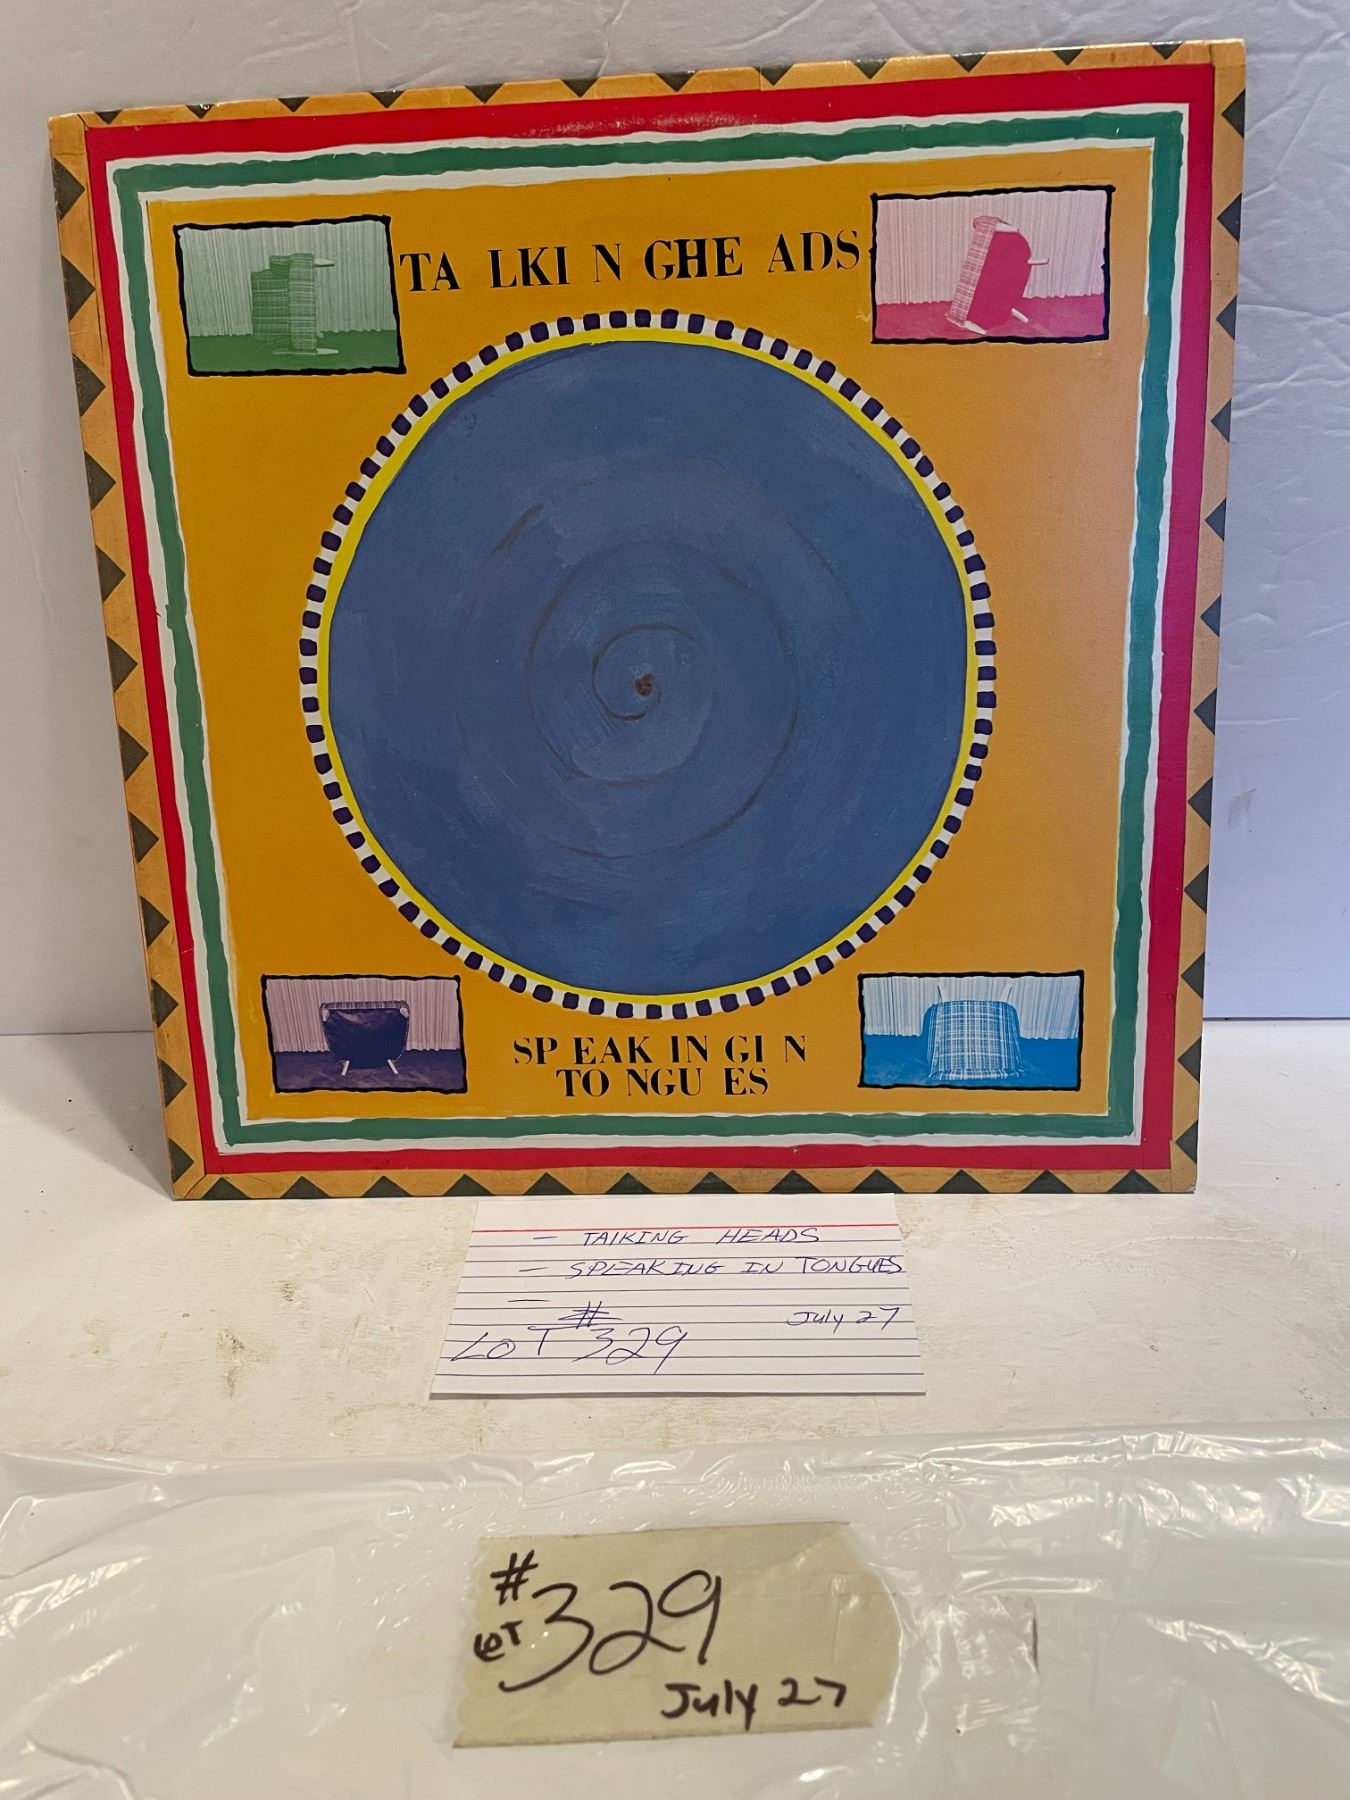 TA LKI N GHE ADS
SP EAK IN GI N
TO NGU ES
- TALKING HEADS
- SPEAKING IN TONGUES
-
July 27
LOT # 329
#
LOT 329
July 27